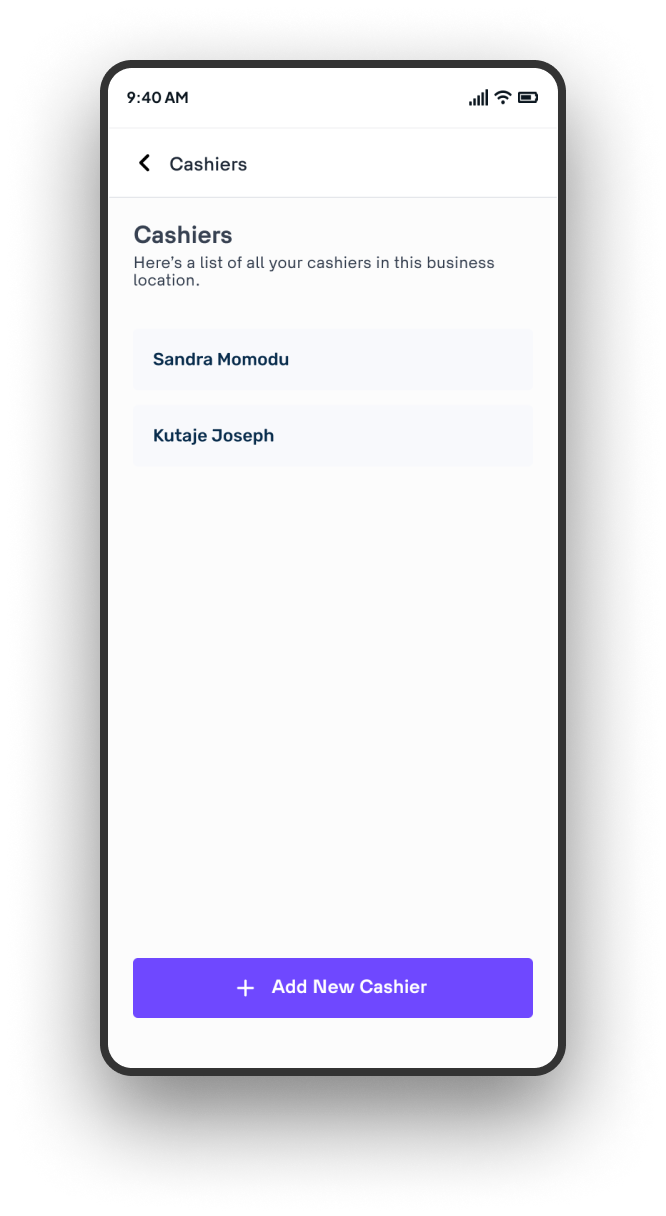 9:40 AM
Cashiers
Cashiers
Here’s a list of all your cashiers in this business
location.
Sandra Momodu
Kutaje Joseph
Add New Cashier